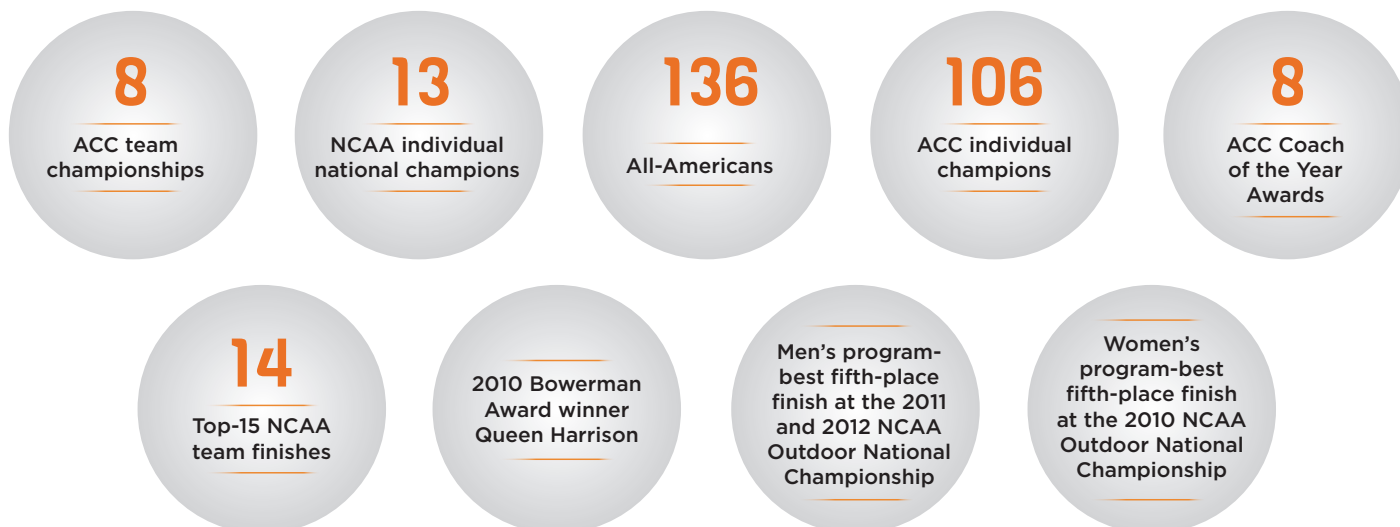 8
ACC team
championships
13
NCAA individual
national champions
136
All-Americans
106
ACC individual
champions
8
ACC Coach
of the Year
Awards
14
Top-15 NCAA
team finishes
2010 Bowerman
Award winner
Queen Harrison
Men’s program-
best fifth-place
finish at the 2011
and 2012 NCAA
Outdoor National
Championship
Women’s
program-best
fifth-place finish
at the 2010 NCAA
Outdoor National
Championship